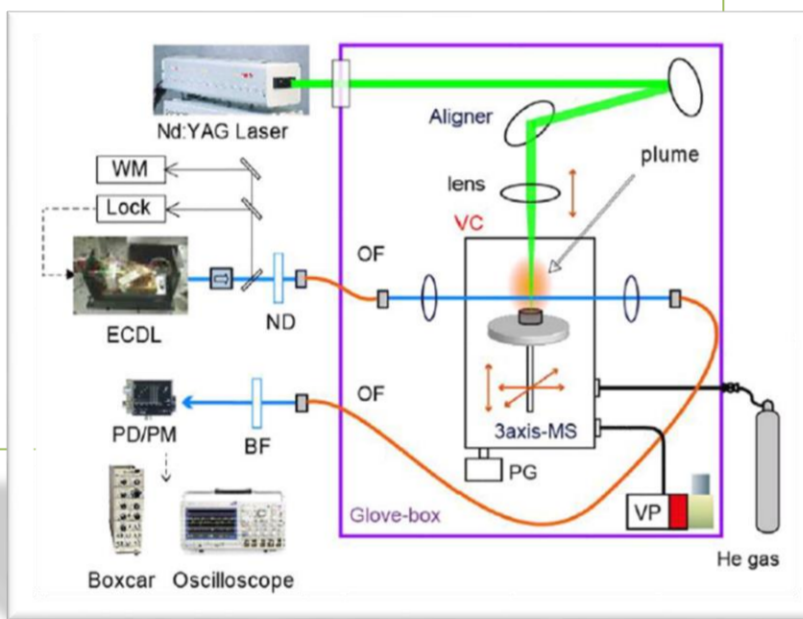 Nd:YAG Laser
Aligner
plume
WM
lens
Lock
VC
OF
ECDL
ND
OF
PD/PM
BF
3axis-MS
PG
Glove-box
VP
He gas
Boxcar
Oscilloscope